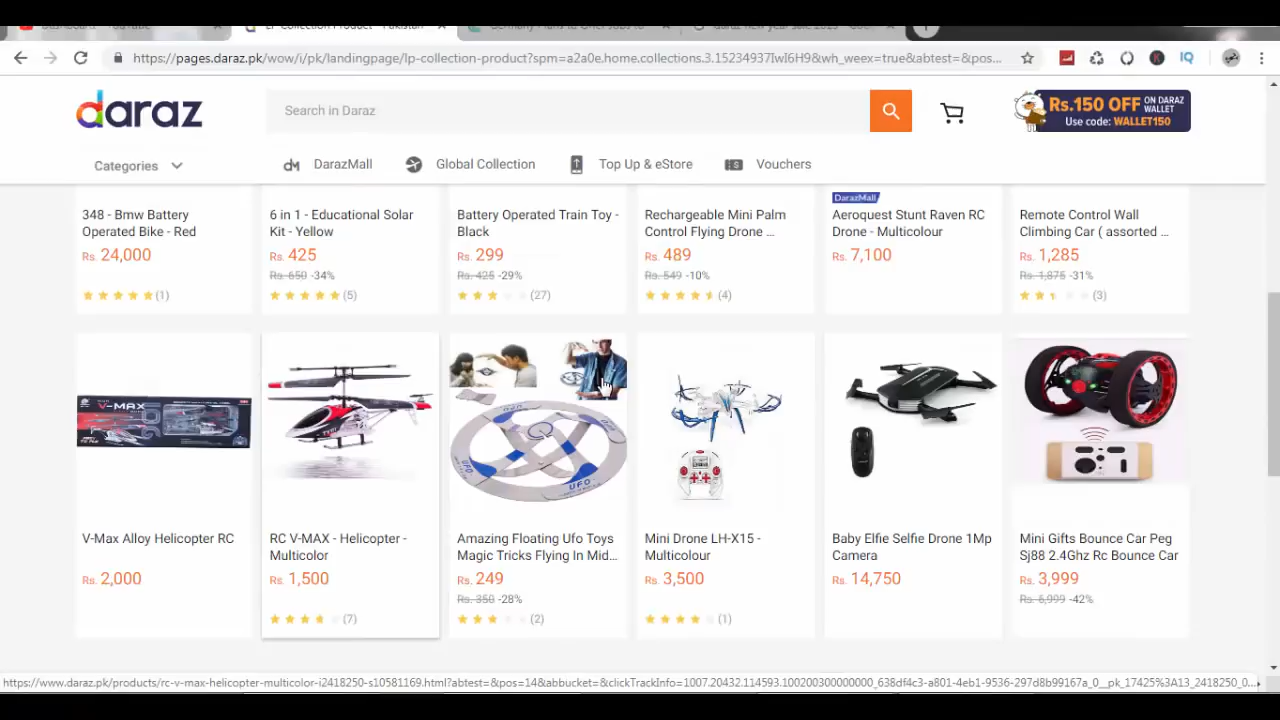 https://pages.daraz.pk/wow/i/pk/landingpage/lp-collection-product?spm=a2a0e.home.collections.3.15234937IwI6H9&wh_weex=true&abtest=&pos...
daraz
Search in Daraz
Rs.150 OFF ON DARAZ WALLET
Use code: WALLET150
Categories
DarazMall
Global Collection
Top Up & eStore
Vouchers
348 - Bmw Battery
Operated Bike - Red
Rs. 24,000
(1)
6 in 1 - Educational Solar
Kit - Yellow
Rs. 425
Rs. 650 -34%
(5)
Battery Operated Train Toy -
Black
Rs. 299
Rs. 425 -29%
(27)
Rechargeable Mini Palm
Control Flying Drone ...
Rs. 489
Rs. 549 -10%
(4)
DarazMall
Aeroquest Stunt Raven RC
Drone - Multicolour
Rs. 7,100
Remote Control Wall
Climbing Car ( assorted ...
Rs. 1,285
Rs. 1,875 -31%
(3)
V-MAX
V-Max Alloy Helicopter RC
Rs. 2,000
RC V-MAX - Helicopter -
Multicolor
Rs. 1,500
(7)
UFO
UFO
UFO
Amazing Floating Ufo Toys
Magic Tricks Flying In Mid...
Rs. 249
Rs. 350 -28%
(2)
Mini Drone LH-X15 -
Multicolour
Rs. 3,500
(1)
Baby Elfie Selfie Drone 1Mp
Camera
Rs. 14,750
Mini Gifts Bounce Car Peg
Sj88 2.4Ghz Rc Bounce Car
Rs. 3,999
Rs. 6,999 -42%
https://www.daraz.pk/products/rc-v-max-helicopter-multicolor-i2418250-s10581169.html?abtest=&pos=14&abbucket=&clickTrackInfo=1007.20432.114593.100200300000000_638df4c3-a801-4eb1-9536-297d8b99167a_0__pk_17425%3A13_2418250_0...